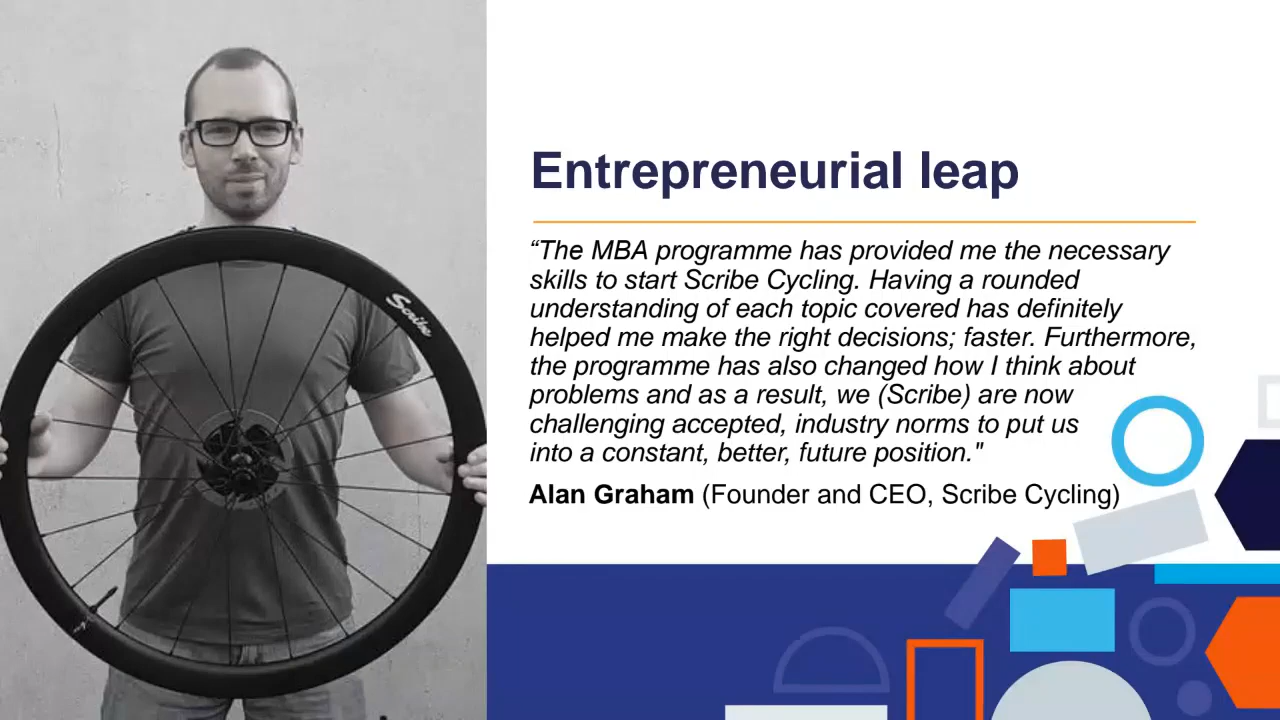 Entrepreneurial leap
“The MBA programme has provided me the necessary
skills to start Scribe Cycling. Having a rounded
understanding of each topic covered has definitely
helped me make the right decisions; faster. Furthermore,
the programme has also changed how I think about
problems and as a result, we (Scribe) are now
challenging accepted, industry norms to put us
into a constant, better, future position."
Alan Graham (Founder and CEO, Scribe Cycling)
Scribe